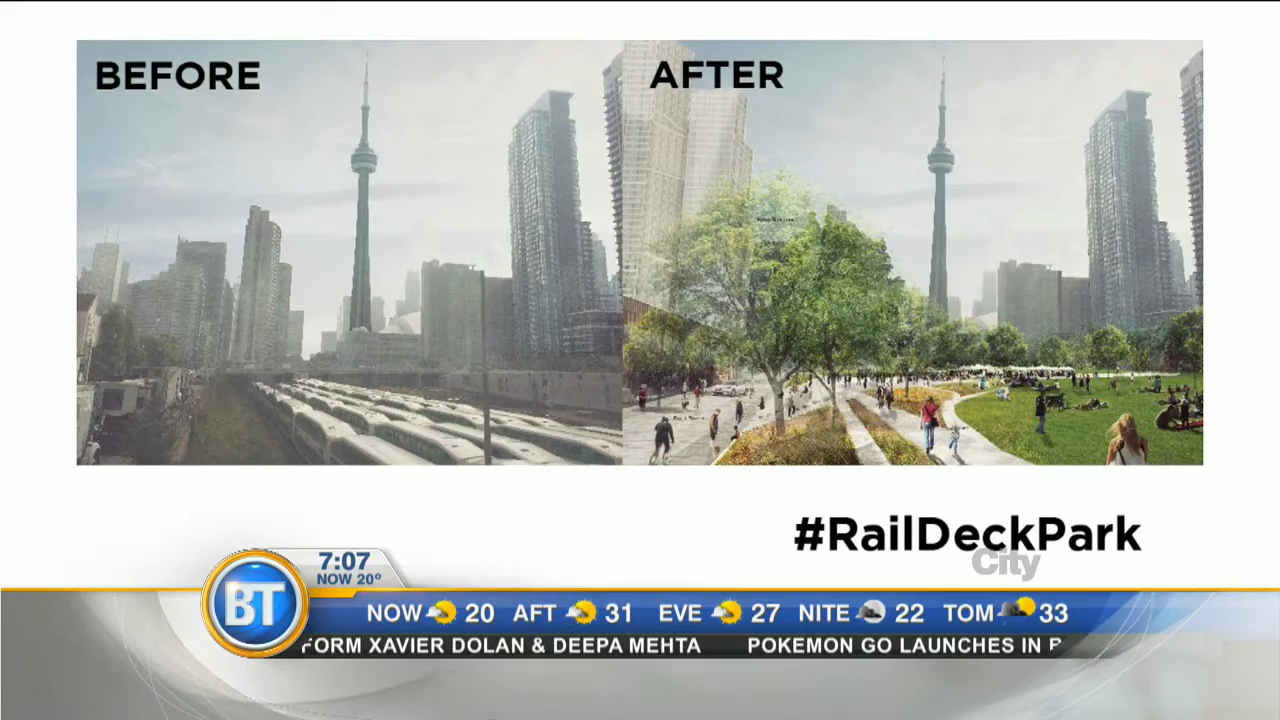 BEFORE
AFTER
#RailDeckPark
City
7:07
NOW 20°
BT
NOW 20 AFT 31 EVE 27 NITE 22 TOM 33
FORM XAVIER DOLAN & DEEPA MEHTA POKEMON GO LAUNCHES IN